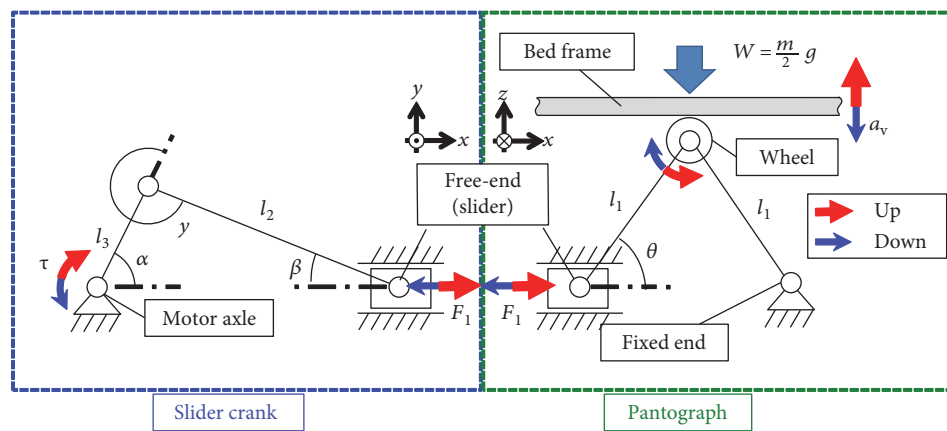 Bed frame
W = m/2 g
y
x
z
x
a_v
Wheel
Free-end
(slider)
l_1
l_1
Up
Down
l_2
l_3
y
τ
α
β
θ
F_1
F_1
Motor axle
Fixed end
Slider crank
Pantograph